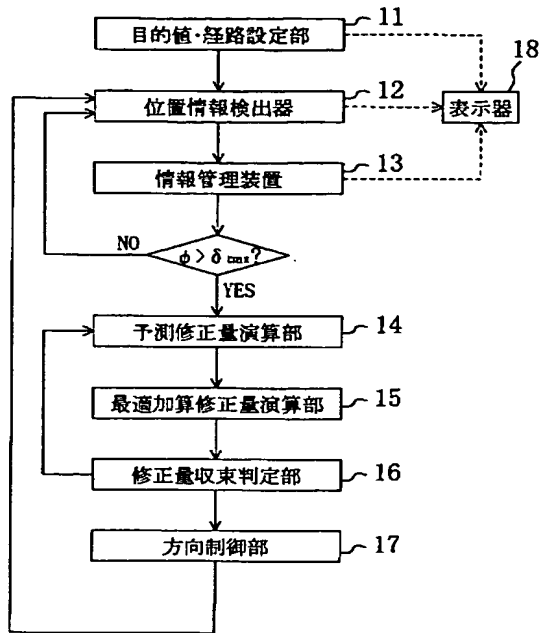 目的値・経路設定部
11
18
位置情報検出器
12
表示器
情報管理装置
13
NO
φ>δtmx?
YES
予測修正量演算部
14
最適加算修正量演算部
15
修正量収束判定部
16
方向制御部
17